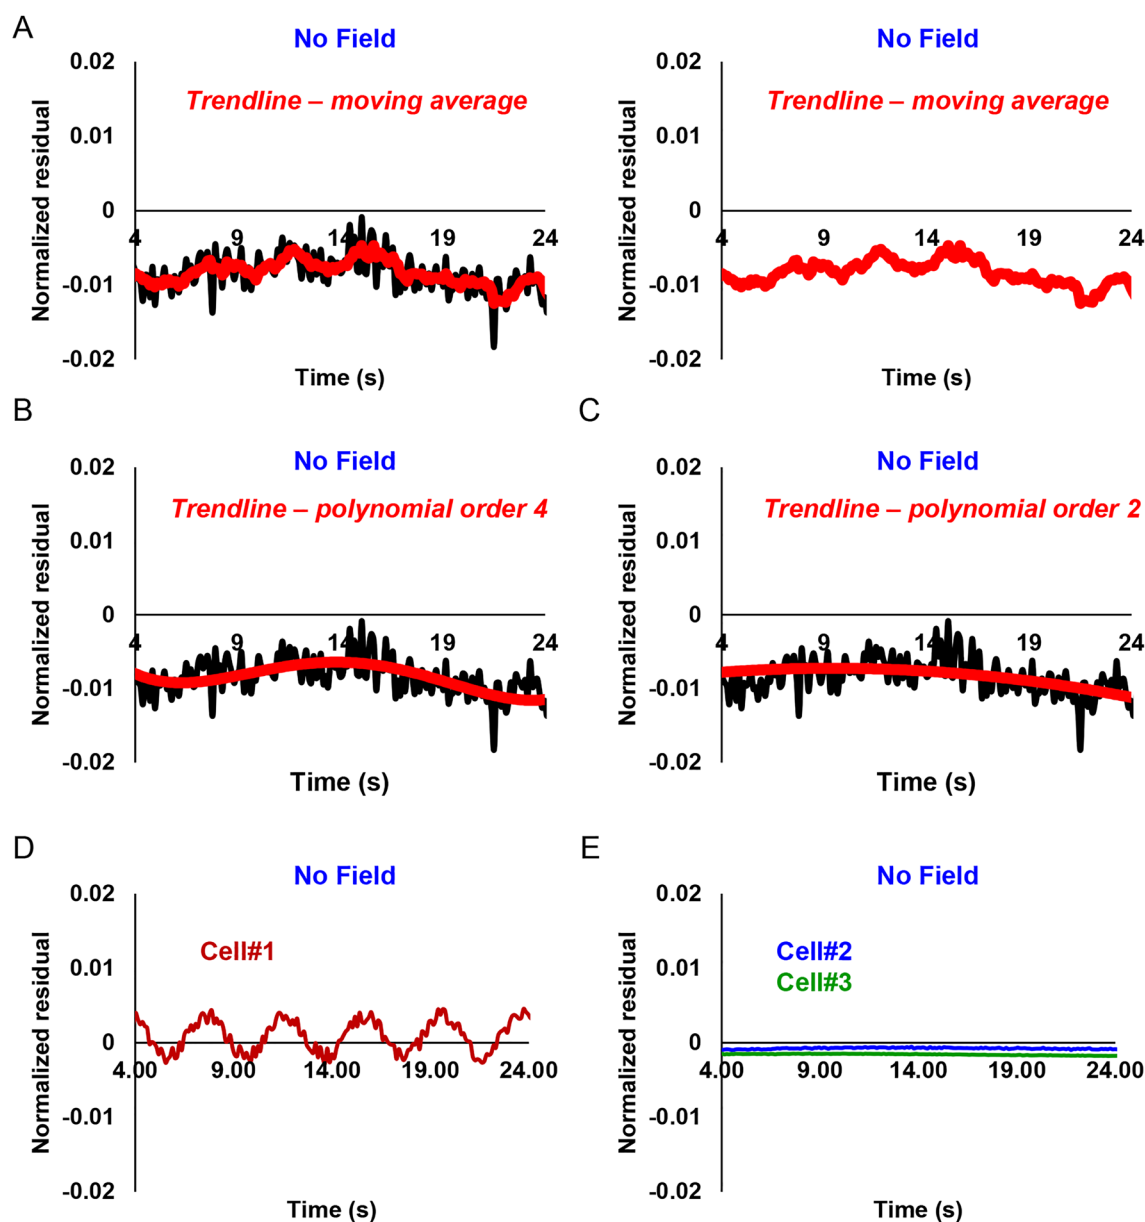 A
No Field
Trendline – moving average
Normalized residual
0.02
0.01
0
-0.01
-0.02
4
9
14
19
24
Time (s)
No Field
Trendline – moving average
Normalized residual
0.02
0.01
0
-0.01
-0.02
4
9
14
19
24
Time (s)
B
No Field
Trendline – polynomial order 4
Normalized residual
0.02
0.01
0
-0.01
-0.02
4
9
14
19
24
Time (s)
C
No Field
Trendline – polynomial order 2
Normalized residual
0.02
0.01
0
-0.01
-0.02
4
9
14
19
24
Time (s)
D
No Field
Cell#1
Normalized residual
0.02
0.01
0
-0.01
-0.02
4.00
9.00
14.00
19.00
24.00
Time (s)
E
No Field
Cell#2
Cell#3
Normalized residual
0.02
0.01
0
-0.01
-0.02
4.00
9.00
14.00
19.00
24.00
Time (s)